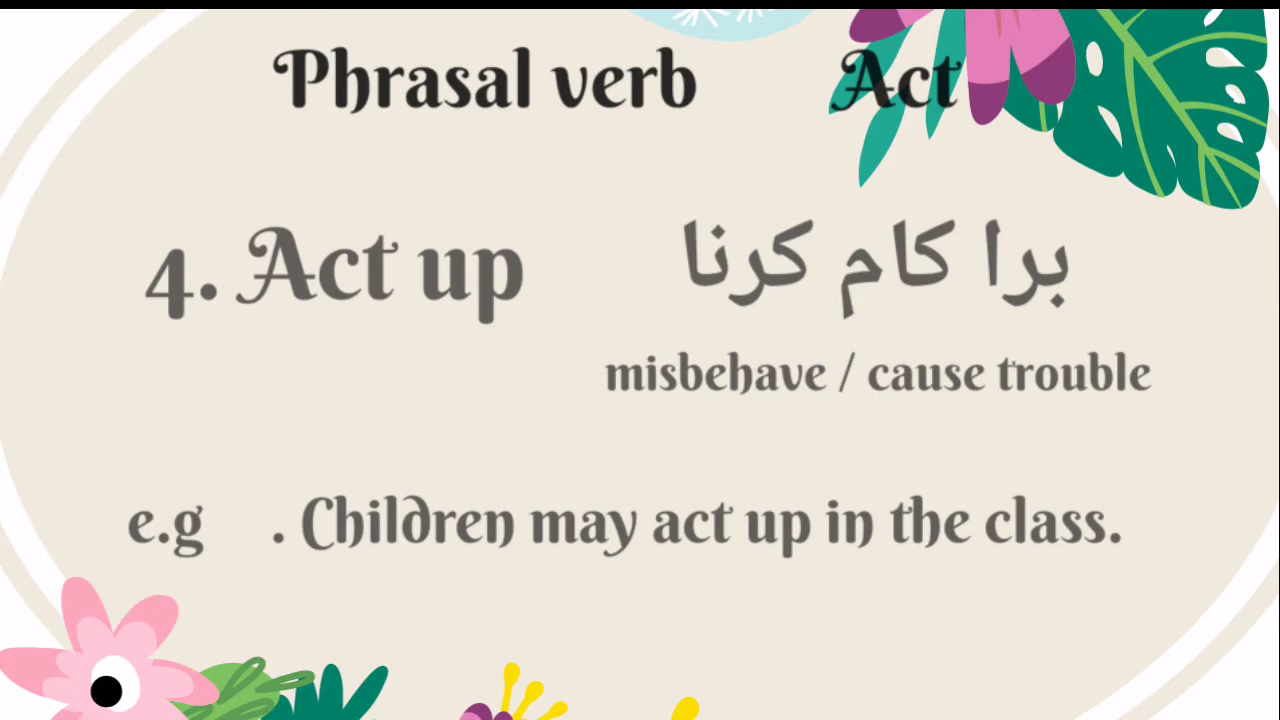 Phrasal verb Act
4. Act up برا کام کرنا
misbehave / cause trouble
e.g . Children may act up in the class.